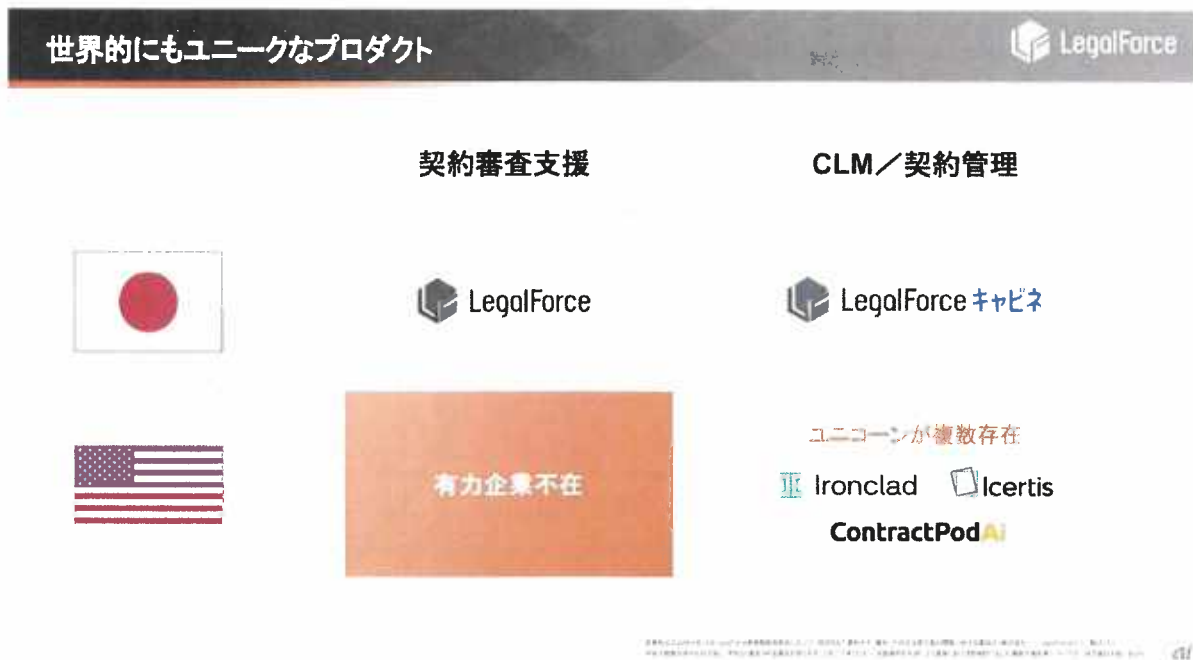 世界的にもユニークなプロダクト
LegalForce
契約審査支援
CLM／契約管理
LegalForce
LegalForce キャビネ
有力企業不在
ユニコーンが複数存在
Ironclad
Icertis
ContractPodAi